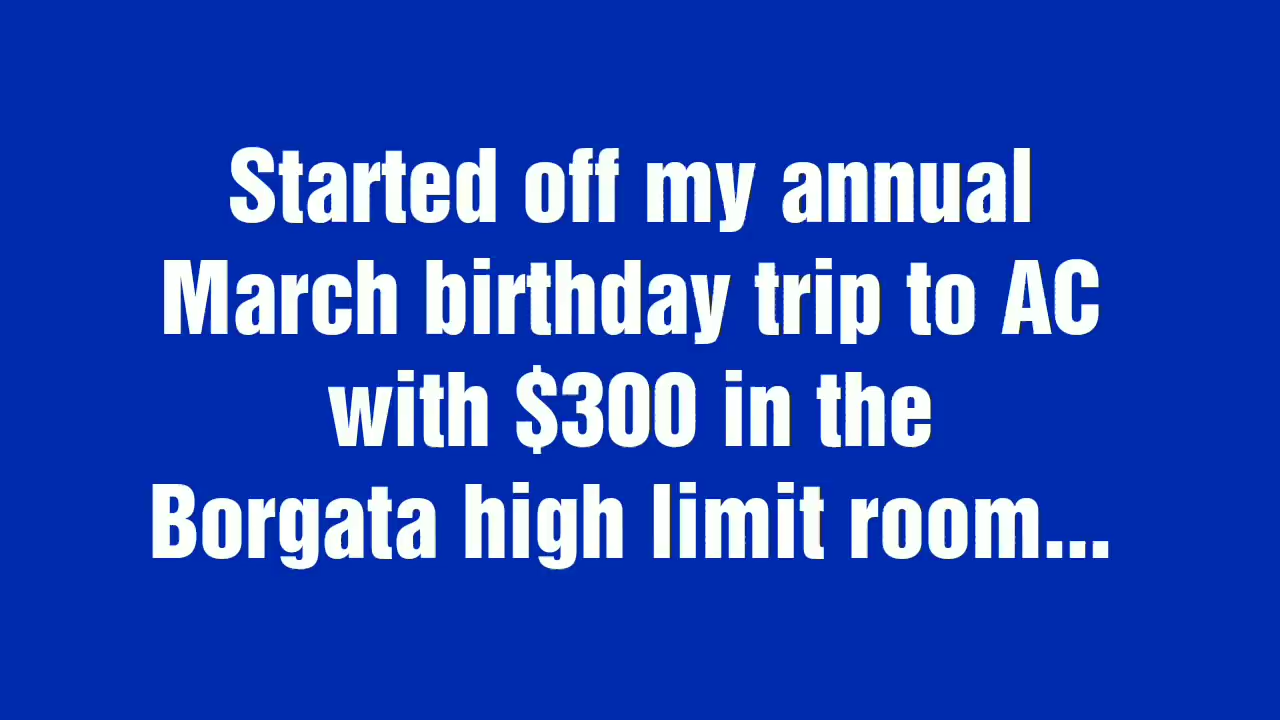 Started off my annual
March birthday trip to AC
with $300 in the
Borgata high limit room...